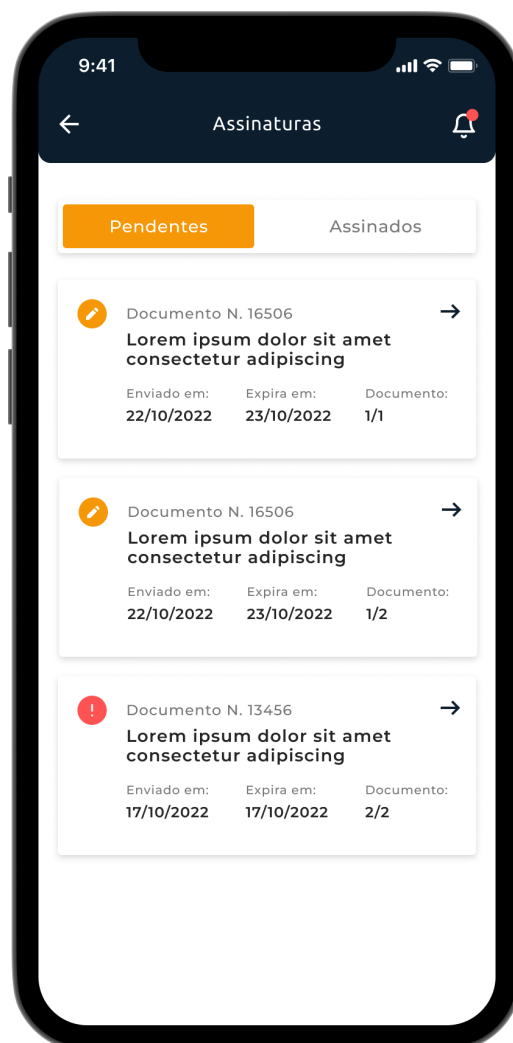 9:41
Assinaturas
Pendentes Assinados
Documento N. 16506
Lorem ipsum dolor sit amet
consectetur adipiscing
Enviado em: Expira em: Documento:
22/10/2022 23/10/2022 1/1
Documento N. 16506
Lorem ipsum dolor sit amet
consectetur adipiscing
Enviado em: Expira em: Documento:
22/10/2022 23/10/2022 1/2
Documento N. 13456
Lorem ipsum dolor sit amet
consectetur adipiscing
Enviado em: Expira em: Documento:
17/10/2022 17/10/2022 2/2